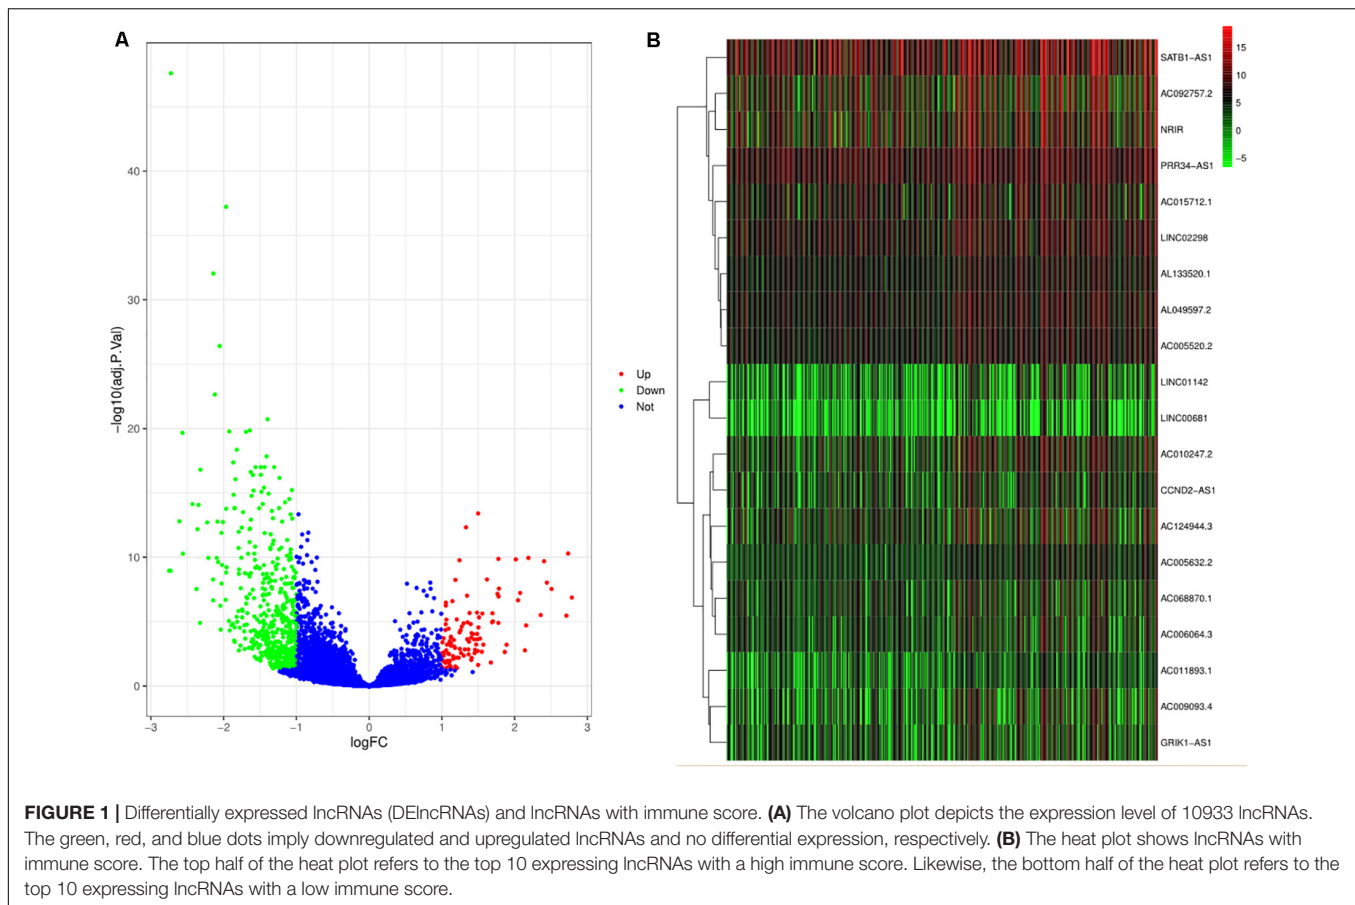 A
B
−log10(adj.P.Val)
40
30
20
10
0
−3 −2 −1 0 1 2 3
logFC
Up
Down
Not
SATB1−AS1
AC092757.2
NRIR
PRR34−AS1
AC015712.1
LINC02298
AL133520.1
AL049597.2
AC005520.2
LINC01142
LINC00681
AC010247.2
CCND2−AS1
AC124944.3
AC005632.2
AC068870.1
AC006064.3
AC011893.1
AC009093.4
GRIK1−AS1
15
10
5
0
−5
FIGURE 1 | Differentially expressed lncRNAs (DElncRNAs) and lncRNAs with immune score. (A) The volcano plot depicts the expression level of 10933 lncRNAs.
The green, red, and blue dots imply downregulated and upregulated lncRNAs and no differential expression, respectively. (B) The heat plot shows lncRNAs with
immune score. The top half of the heat plot refers to the top 10 expressing lncRNAs with a high immune score. Likewise, the bottom half of the heat plot refers to the
top 10 expressing lncRNAs with a low immune score.